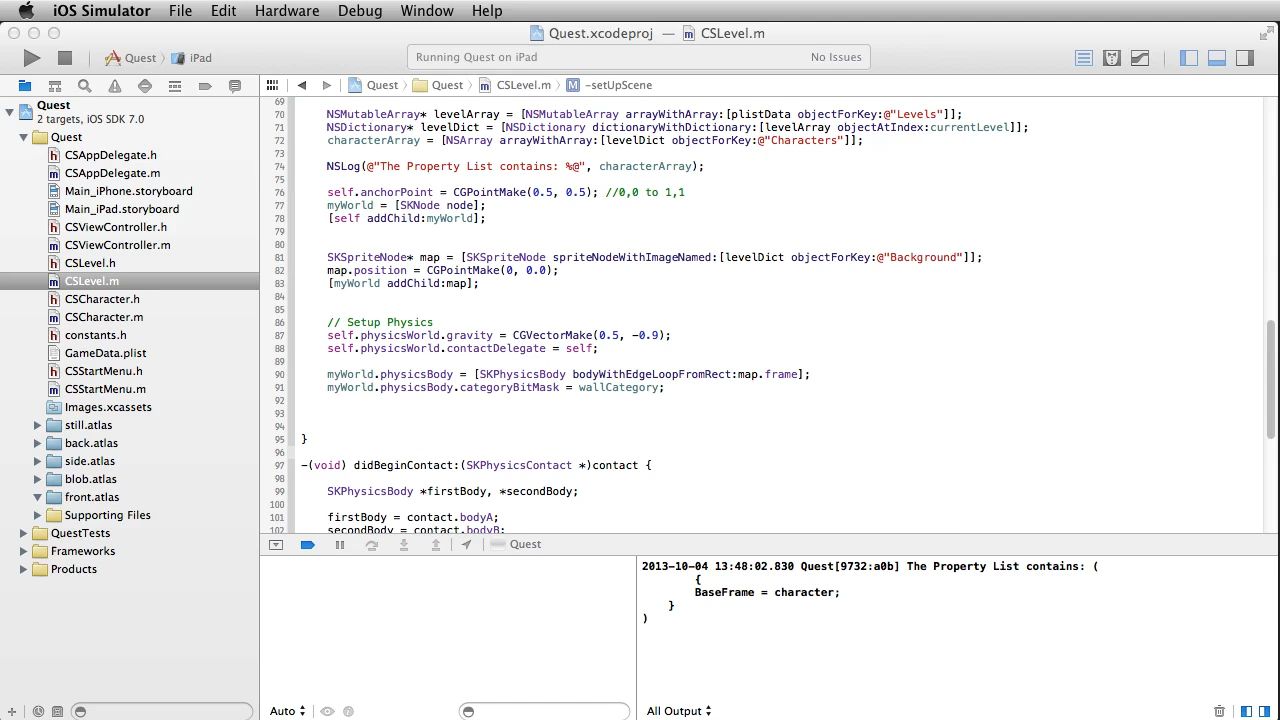 iOS Simulator File Edit Hardware Debug Window Help
Quest.xcodeproj — CSLevel.m
Quest iPad
Running Quest on iPad No Issues
Quest Quest CSLevel.m M -setUpScene
Quest
2 targets, iOS SDK 7.0
Quest
h CSAppDelegate.h
m CSAppDelegate.m
Main_iPhone.storyboard
Main_iPad.storyboard
h CSViewController.h
m CSViewController.m
h CSLevel.h
m CSLevel.m
h CSCharacter.h
m CSCharacter.m
h constants.h
GameData.plist
h CSStartMenu.h
m CSStartMenu.m
Images.xcassets
still.atlas
back.atlas
side.atlas
blob.atlas
front.atlas
Supporting Files
QuestTests
Frameworks
Products
69
70 NSMutableArray* levelArray = [NSMutableArray arrayWithArray:[plistData objectForKey:@"Levels"]];
71 NSDictionary* levelDict = [NSDictionary dictionaryWithDictionary:[levelArray objectAtIndex:currentLevel]];
72 characterArray = [NSArray arrayWithArray:[levelDict objectForKey:@"Characters"]];
73
74 NSLog(@"The Property List contains: %@", characterArray);
75
76 self.anchorPoint = CGPointMake(0.5, 0.5); //0,0 to 1,1
77 myWorld = [SKNode node];
78 [self addChild:myWorld];
79
80
81 SKSpriteNode* map = [SKSpriteNode spriteNodeWithImageNamed:[levelDict objectForKey:@"Background"]];
82 map.position = CGPointMake(0, 0.0);
83 [myWorld addChild:map];
84
85
86 // Setup Physics
87 self.physicsWorld.gravity = CGVectorMake(0.5, -0.9);
88 self.physicsWorld.contactDelegate = self;
89
90 myWorld.physicsBody = [SKPhysicsBody bodyWithEdgeLoopFromRect:map.frame];
91 myWorld.physicsBody.categoryBitMask = wallCategory;
92
93
94
95 }
96
97 -(void) didBeginContact:(SKPhysicsContact *)contact {
98
99 SKPhysicsBody *firstBody, *secondBody;
100
101 firstBody = contact.bodyA;
102 secondBody = contact.bodyB;
Quest
2013-10-04 13:48:02.830 Quest[9732:a0b] The Property List contains: (
{
BaseFrame = character;
}
)
Auto
All Output